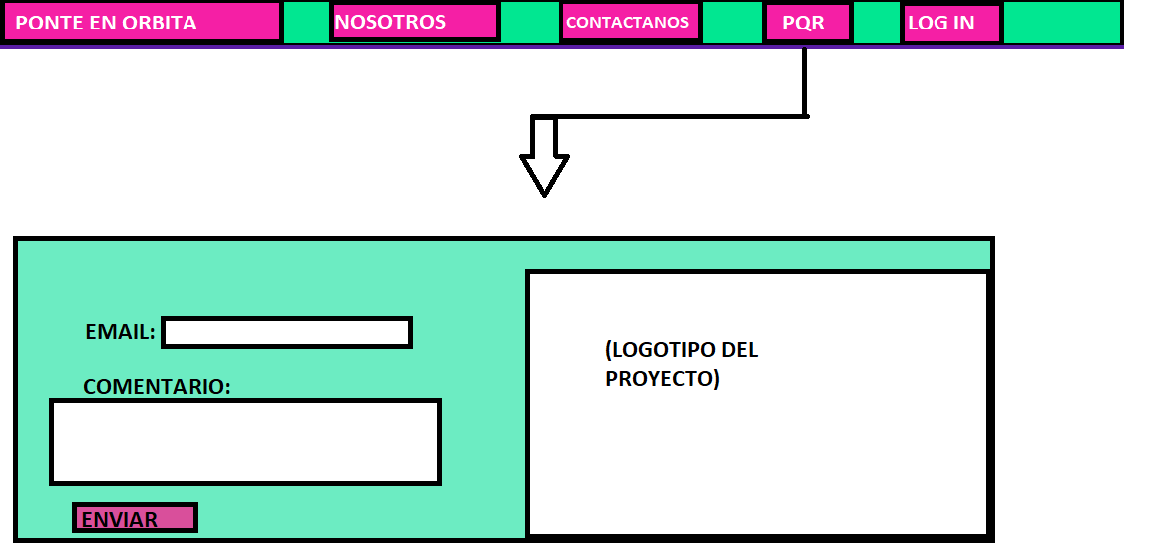 PONTE EN ORBITA
NOSOTROS
CONTACTANOS
PQR
LOG IN
EMAIL:
COMENTARIO:
ENVIAR
(LOGOTIPO DEL
PROYECTO)